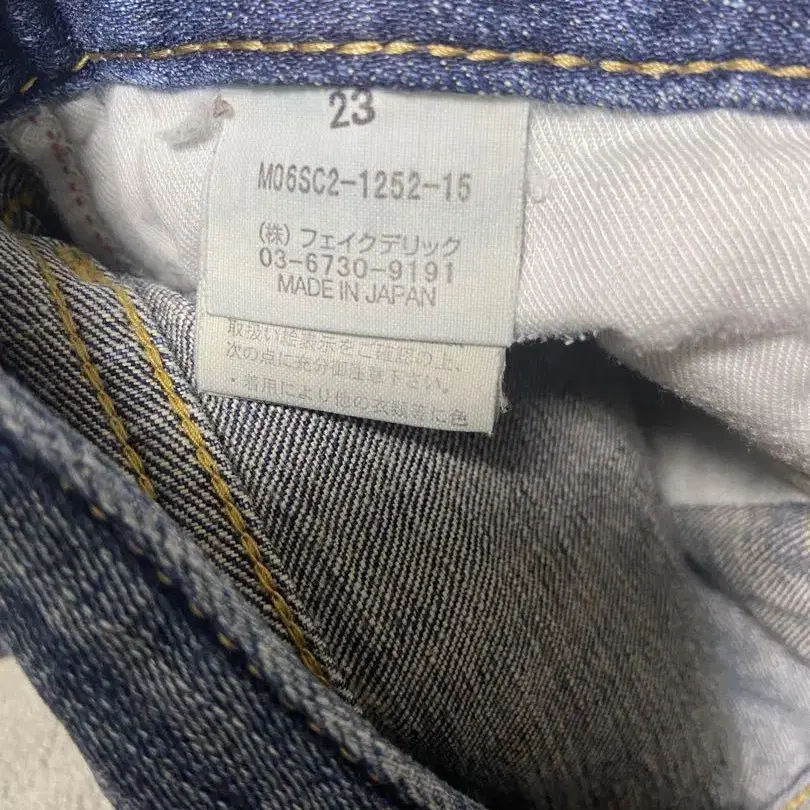 23
M06SC2-1252-15
(株) フェイクデリック
03-6730-9191
MADE IN JAPAN
取扱い絵表示をご確認の上、
次の点に充分御注意下さい。
・着用により他の衣類等に色